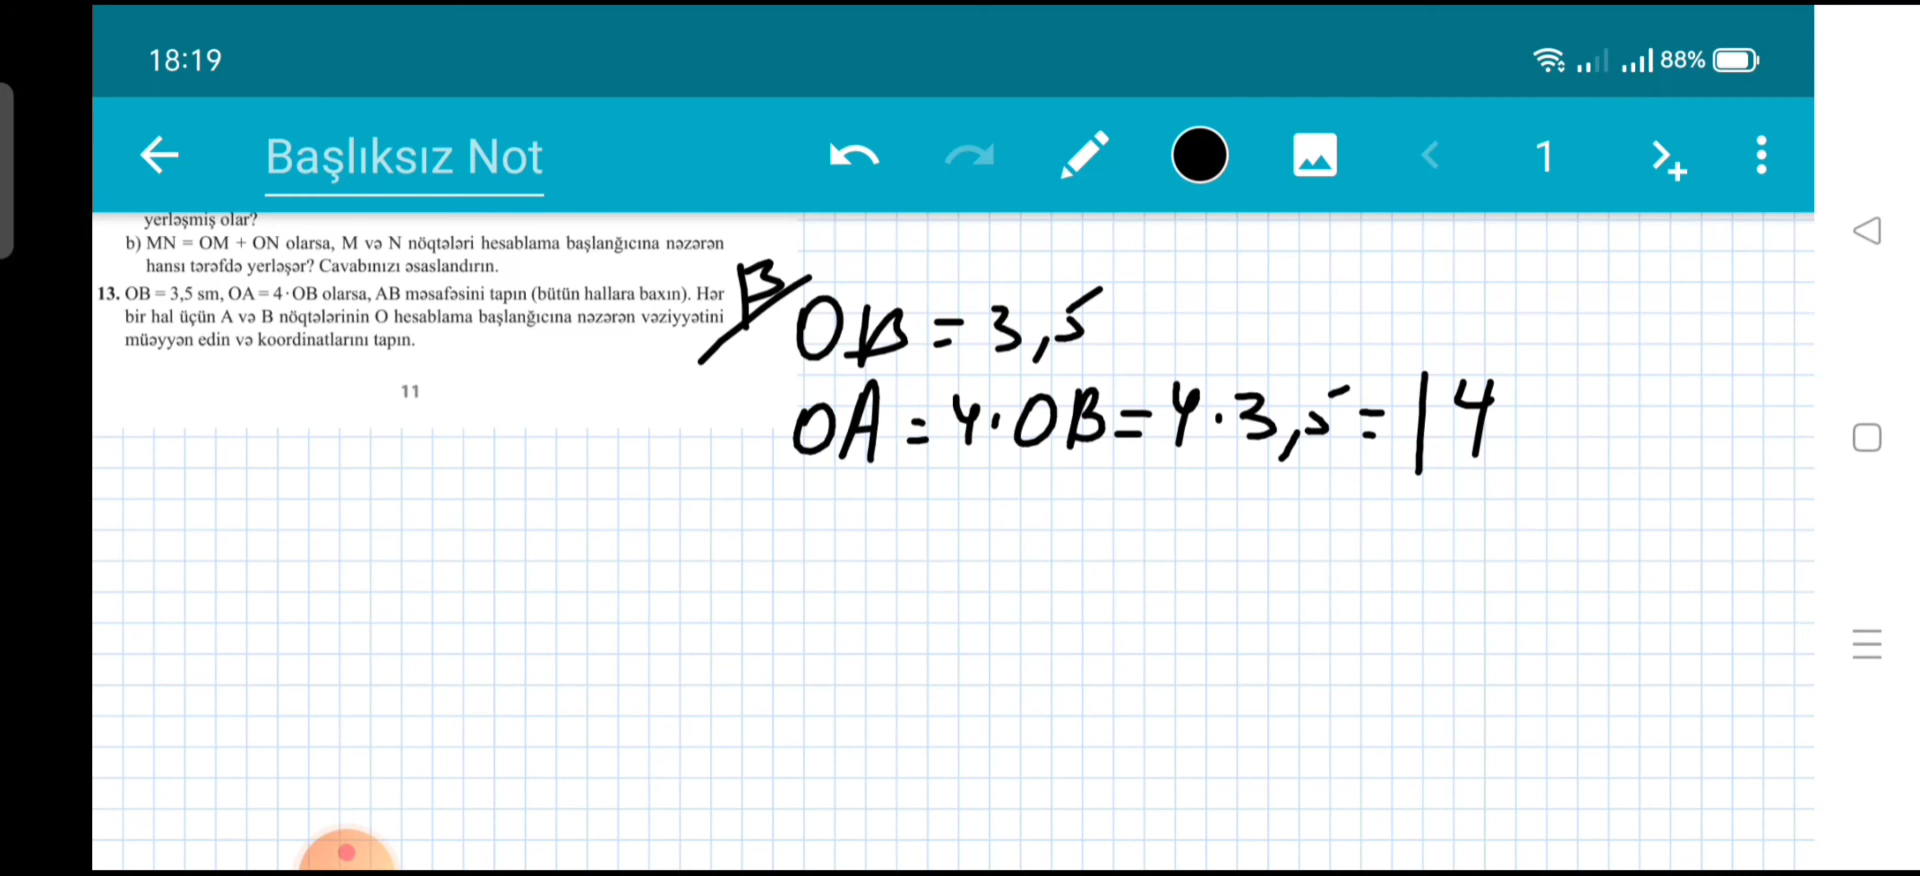 18:19
88%
Başlıksız Not
1
yerləşmiş olar?
b) MN = OM + ON olarsa, M və N nöqtələri hesablama başlanğıcına nəzərən
hansı tərəfdə yerləşər? Cavabınızı əsaslandırın.
13. OB = 3,5 sm, OA = 4·OB olarsa, AB məsafəsini tapın (bütün hallara baxın). Hər
bir hal üçün A və B nöqtələrinin O hesablama başlanğıcına nəzərən vəziyyətini
müəyyən edin və koordinatlarını tapın.
11
B
OB = 3,5
OA = 4·OB = 4·3,5 = 14